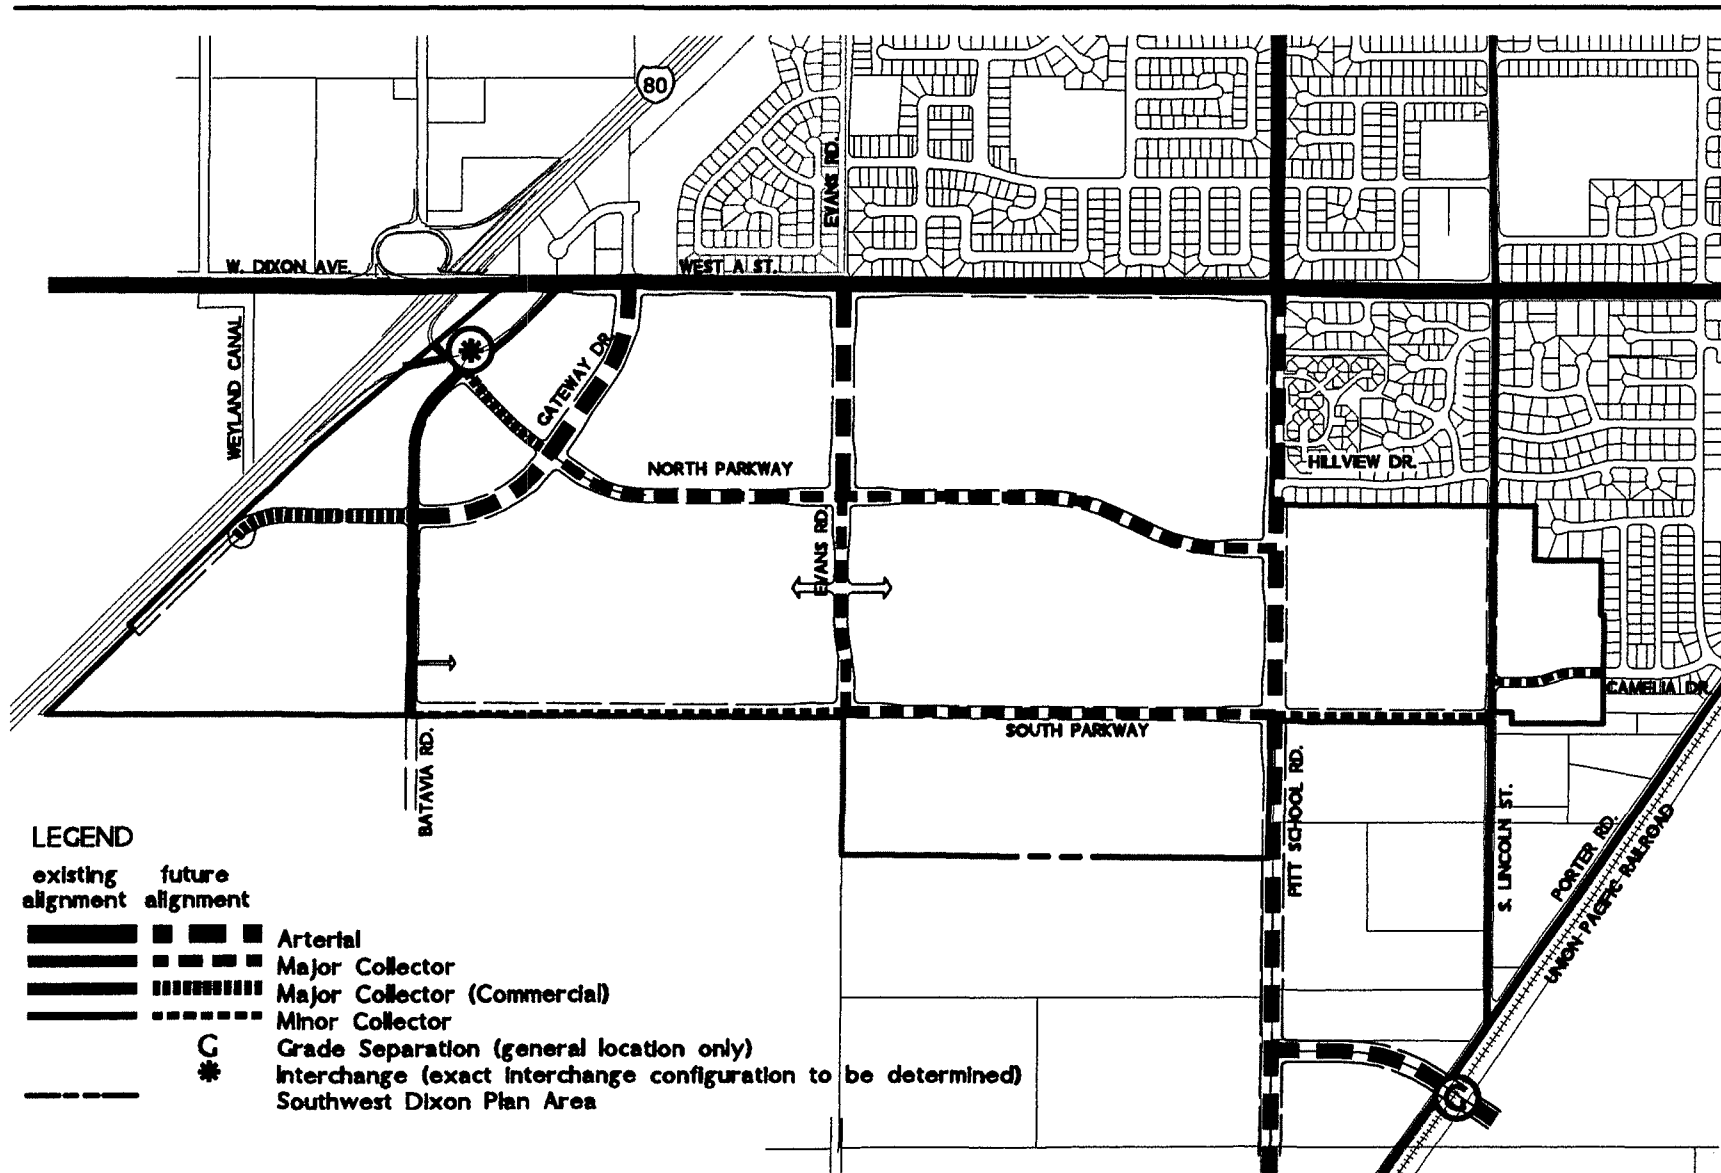 80
EVANS RD.
W. DIXON AVE.
WEST A ST.
WEYLAND CANAL
GATEWAY DR
NORTH PARKWAY
HILLVIEW DR.
EVANS RD.
CAMELIA DR.
SOUTH PARKWAY
BATAVIA RD.
PITT SCHOOL RD.
S. LINCOLN ST.
PORTER RD.
UNION PACIFIC RAILROAD
LEGEND
existing future
alignment alignment
Arterial
Major Collector
Major Collector (Commercial)
Minor Collector
G Grade Separation (general location only)
Interchange (exact interchange configuration to be determined)
Southwest Dixon Plan Area
G